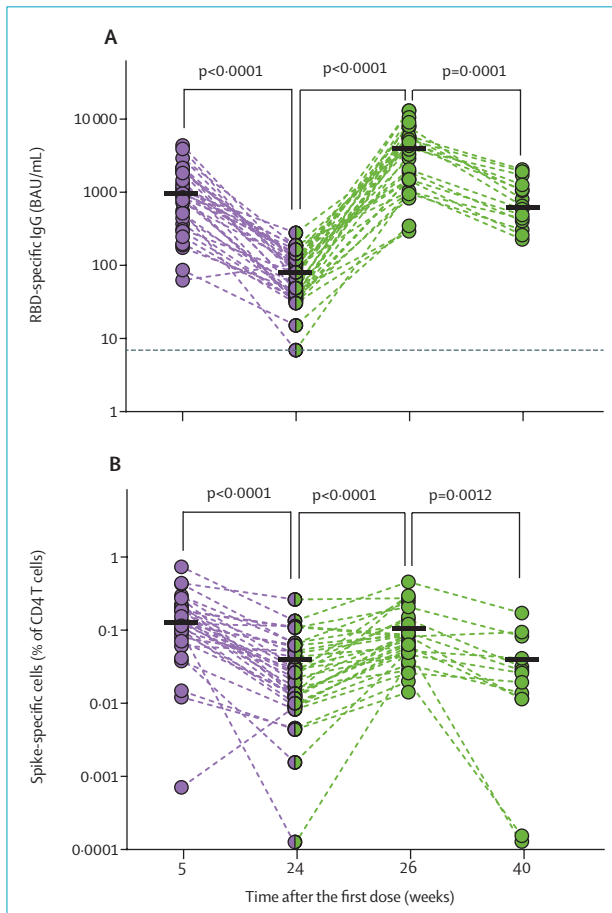 A
p<0·0001
p<0·0001
p=0·0001
10 000
1000
100
10
1
RBD-specific IgG (BAU/mL)
B
p<0·0001
p<0·0001
p=0·0012
1
0·1
0·01
0·001
0·0001
Spike-specific cells (% of CD4 T cells)
5
24
26
40
Time after the first dose (weeks)